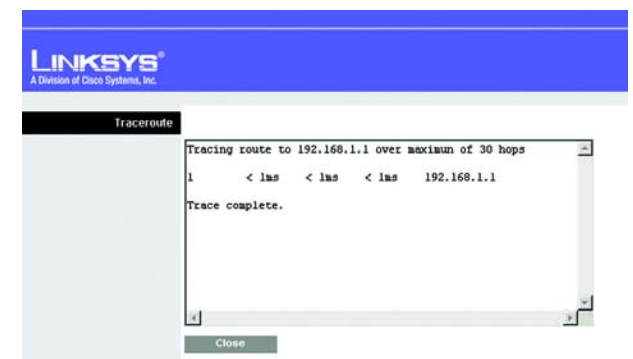 LINKSYS®
A Division of Cisco Systems, Inc.
Traceroute
Tracing route to 192.168.1.1 over maximun of 30 hops
1 < 1ms < 1ms < 1ms 192.168.1.1
Trace complete.
Close